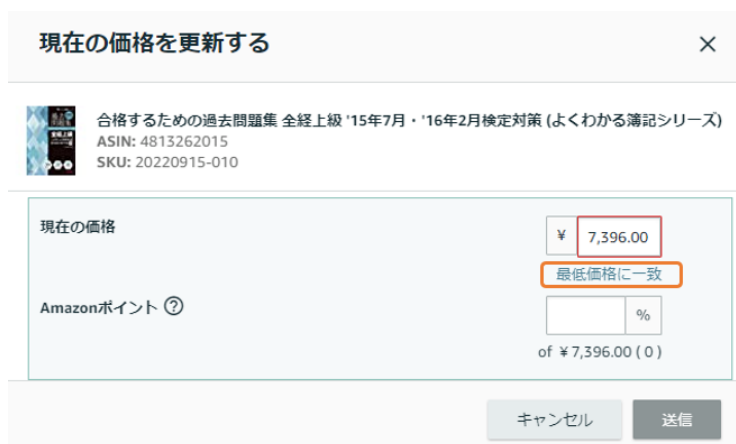 現在の価格を更新する
合格するための過去問題集 全経上級 '15年7月・'16年2月検定対策 (よくわかる簿記シリーズ)
ASIN: 4813262015
SKU: 20220915-010
現在の価格
¥ 7,396.00
最低価格に一致
Amazonポイント ?
%
of ¥7,396.00 ( 0 )
キャンセル 送信